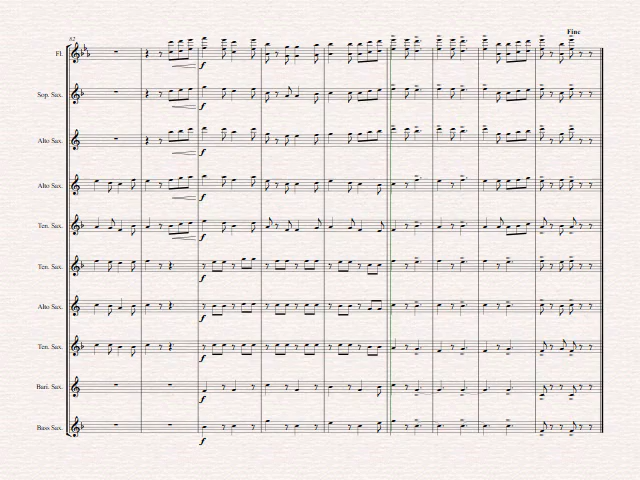 Fine
82
Fl.
f
Sop. Sax.
f
Alto Sax.
f
Alto Sax.
f
Ten. Sax.
f
Ten. Sax.
f
Alto Sax.
f
Ten. Sax.
f
Bari. Sax.
f
Bass Sax.
f